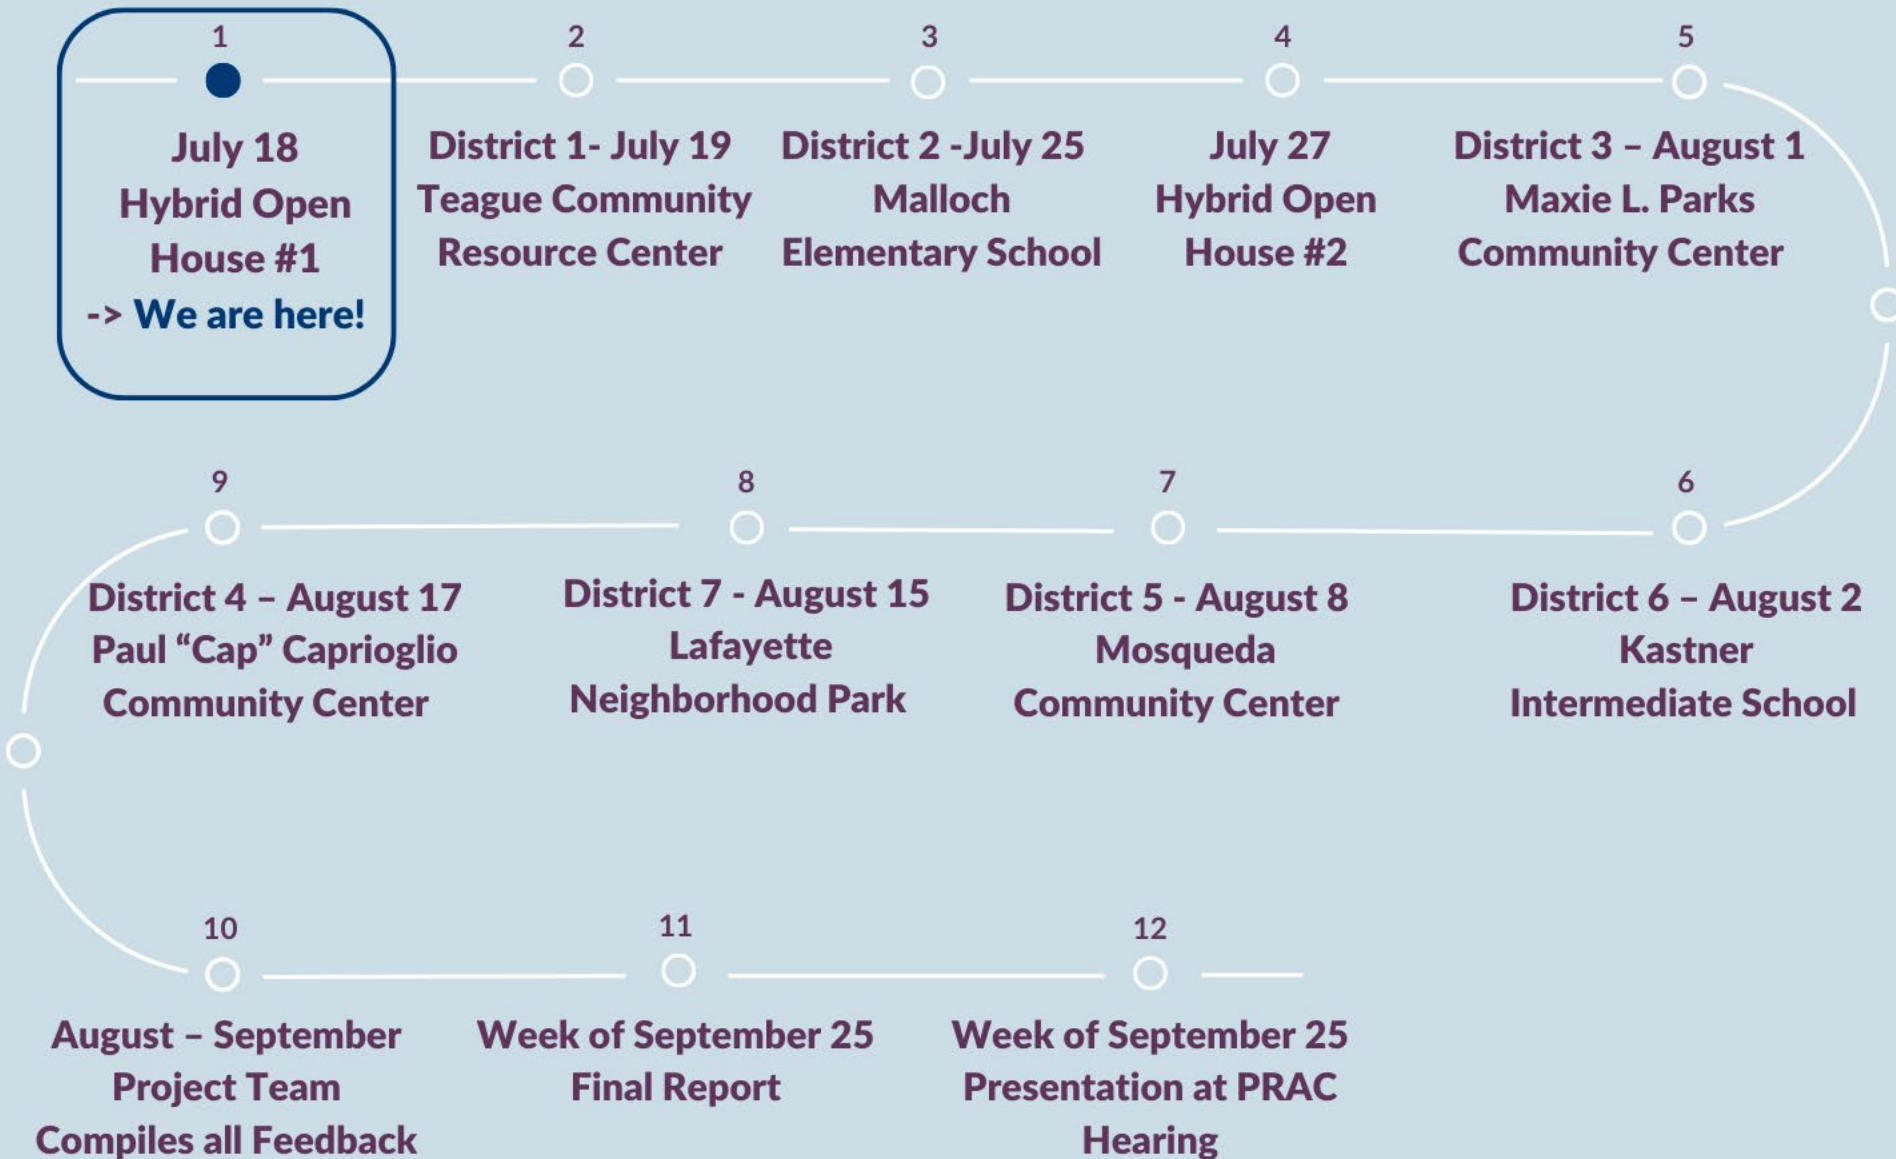 1
July 18
Hybrid Open
House #1
-> We are here!
2
District 1- July 19
Teague Community
Resource Center
3
District 2 -July 25
Malloch
Elementary School
4
July 27
Hybrid Open
House #2
5
District 3 – August 1
Maxie L. Parks
Community Center
6
District 6 – August 2
Kastner
Intermediate School
7
District 5 - August 8
Mosqueda
Community Center
8
District 7 - August 15
Lafayette
Neighborhood Park
9
District 4 – August 17
Paul “Cap” Caprioglio
Community Center
10
August – September
Project Team
Compiles all Feedback
11
Week of September 25
Final Report
12
Week of September 25
Presentation at PRAC
Hearing